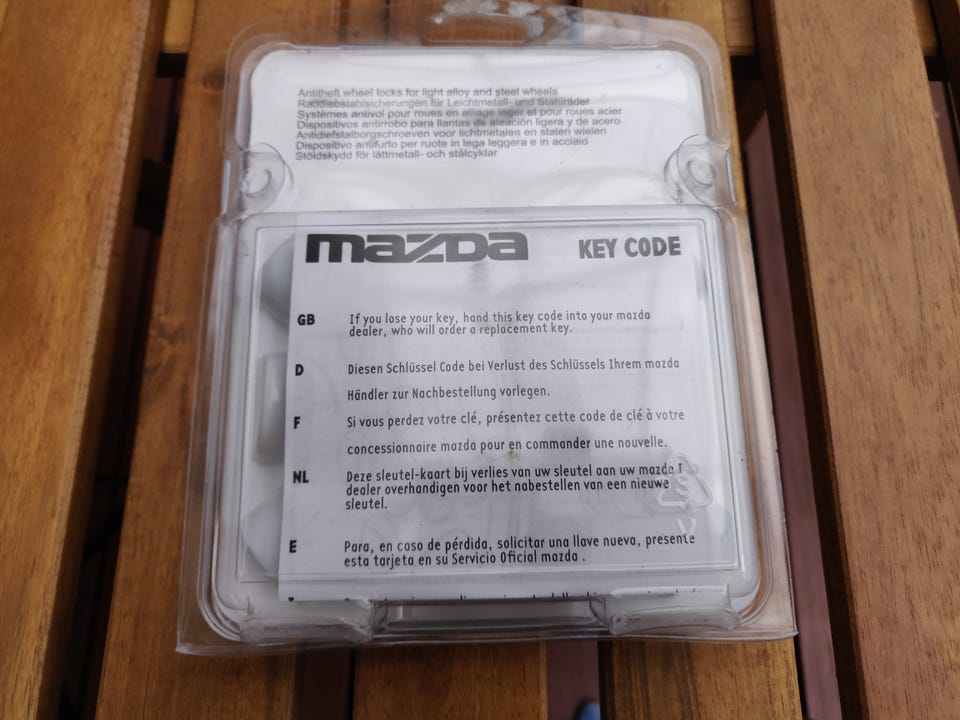 Antitheft wheel locks for light alloy and steel wheels
Raddiebstahlsicherungen für Leichtmetall- und Stahlräder
Systèmes antivol pour roues en alliage léger et pour roues acier
Dispositivos antirrobo para llantas de aleación ligera y de acero
Antidiefstalborgschroeven voor lichtmetalen en stalen wielen
Dispositivo antifurto per ruote in lega leggera e in acciaio
Stöldskydd för lättmetall- och stålcyklar
mazda KEY CODE
GB If you lose your key, hand this key code into your mazda
dealer, who will order a replacement key.
D Diesen Schlüssel Code bei Verlust des Schlüssels Ihrem mazda
Händler zur Nachbestellung vorlegen.
F Si vous perdez votre clé, présentez cette code de clé à votre
concessionnaire mazda pour en commander une nouvelle.
NL Deze sleutel-kaart bij verlies van uw sleutel aan uw mazda
dealer overhandigen voor het nabestellen van een nieuwe
sleutel.
E Para, en caso de pérdida, solicitar una llave nueva, presente
esta tarjeta en su Servicio Oficial mazda .
3
V